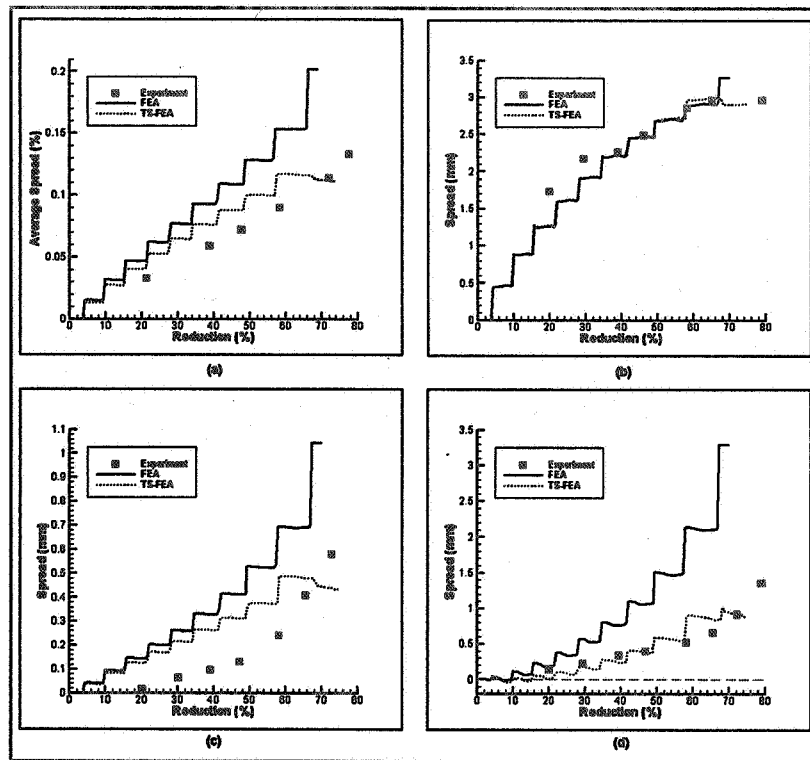 0.2
0.15
0.1
0.05
0
Average Spread (%)
Experiment
FEA
TS-FEA
0 10 20 30 40 50 60 70 80
Reduction (%)
(a)
3.5
3
2.5
2
1.5
1
0.5
0
Spread (mm)
Experiment
FEA
TS-FEA
0 10 20 30 40 50 60 70 80
Reduction (%)
(b)
1.1
1
0.9
0.8
0.7
0.6
0.5
0.4
0.3
0.2
0.1
0
Spread (mm)
Experiment
FEA
TS-FEA
0 10 20 30 40 50 60 70 80
Reduction (%)
(c)
3.5
3
2.5
2
1.5
1
0.5
0
Spread (mm)
Experiment
FEA
TS-FEA
0 10 20 30 40 50 60 70 80
Reduction (%)
(d)